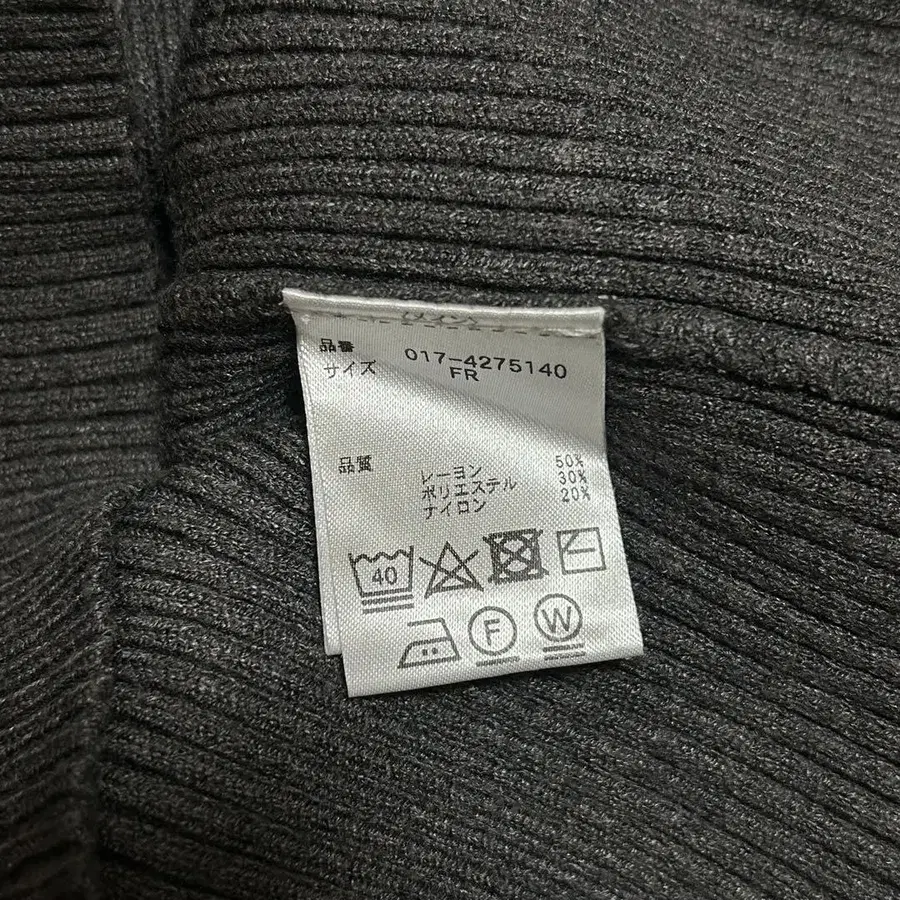 品番 017-4275140
サイズ FR
品質
レーヨン 50%
ポリエステル 30%
ナイロン 20%
40
F W